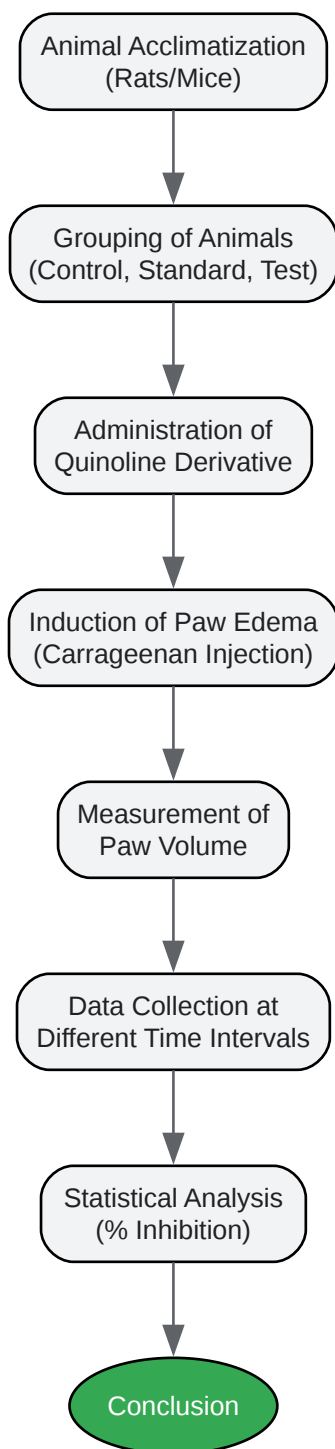 Animal Acclimatization
(Rats/Mice)
Grouping of Animals
(Control, Standard, Test)
Administration of
Quinoline Derivative
Induction of Paw Edema
(Carrageenan Injection)
Measurement of
Paw Volume
Data Collection at
Different Time Intervals
Statistical Analysis
(% Inhibition)
Conclusion